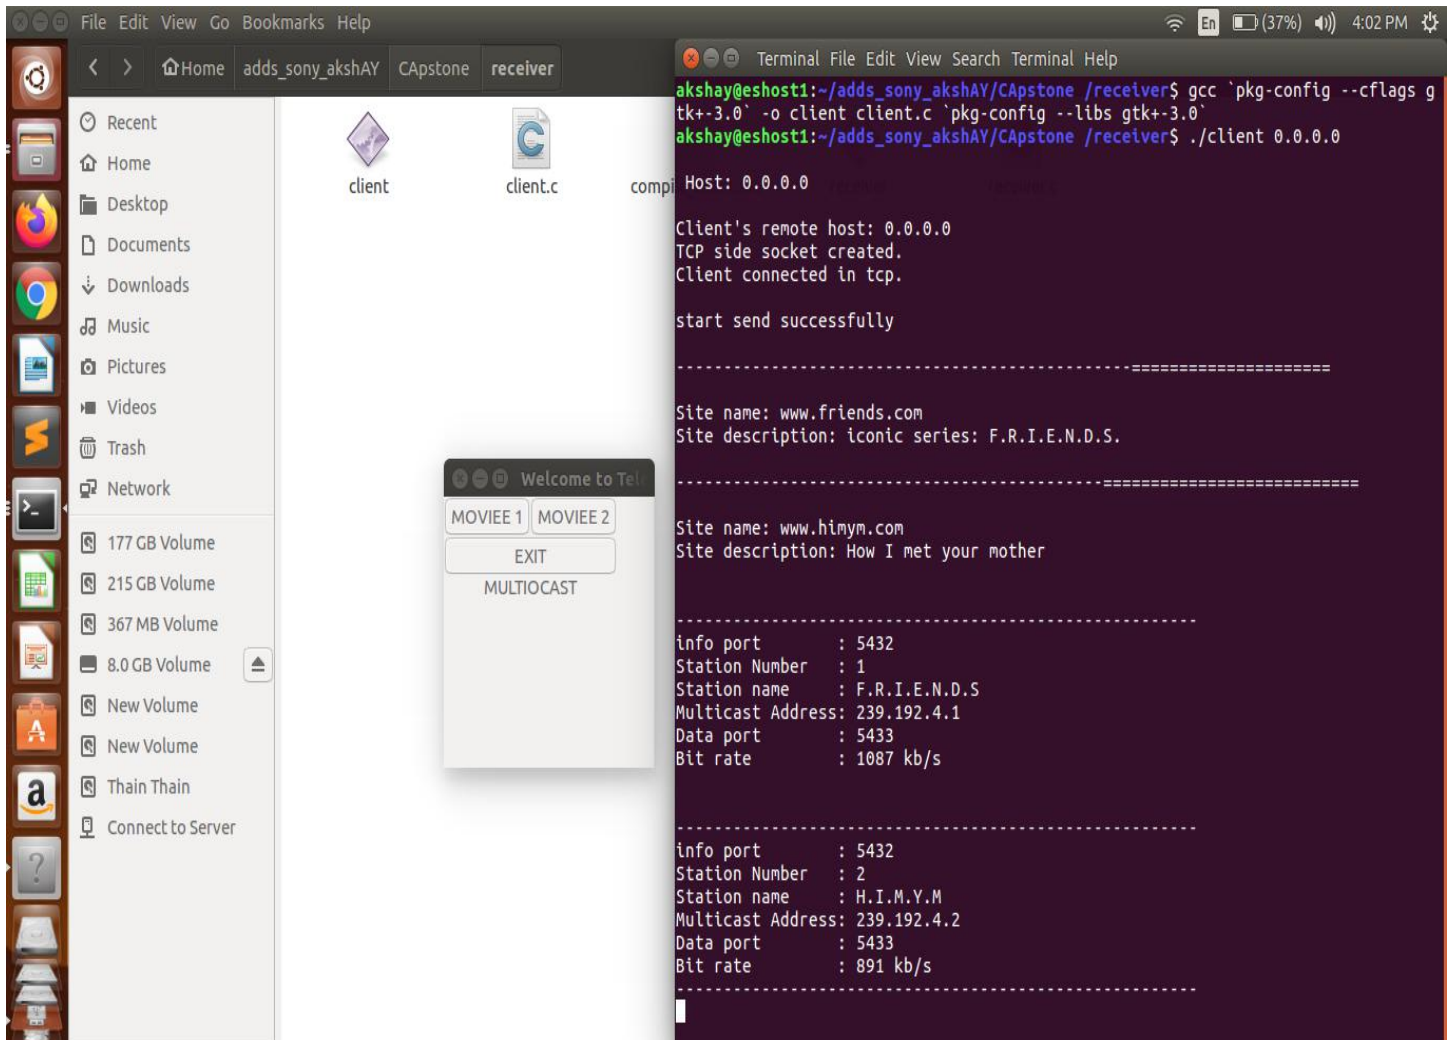 File Edit View Go Bookmarks Help
En (37%) 4:02 PM
Home adds_sony_akshAY CApstone receiver
Recent
Home
Desktop
Documents
Downloads
Music
Pictures
Videos
Trash
Network
177 GB Volume
215 GB Volume
367 MB Volume
8.0 GB Volume
New Volume
New Volume
Thain Thain
Connect to Server
client
client.c
compi
Welcome to Tel
MOVIEE 1 MOVIEE 2
EXIT
MULTIOCAST
Terminal File Edit View Search Terminal Help
akshay@eshost1:~/adds_sony_akshAY/CApstone /receiver$ gcc `pkg-config --cflags g
tk+-3.0` -o client client.c `pkg-config --libs gtk+-3.0`
akshay@eshost1:~/adds_sony_akshAY/CApstone /receiver$ ./client 0.0.0.0
Host: 0.0.0.0
Client's remote host: 0.0.0.0
TCP side socket created.
Client connected in tcp.
start send successfully
------------------------------------------------=====================
Site name: www.friends.com
Site description: iconic series: F.R.I.E.N.D.S.
---------------------------------------------===========================
Site name: www.himym.com
Site description: How I met your mother
-------------------------------------------------------
info port : 5432
Station Number : 1
Station name : F.R.I.E.N.D.S
Multicast Address: 239.192.4.1
Data port : 5433
Bit rate : 1087 kb/s
-------------------------------------------------------
info port : 5432
Station Number : 2
Station name : H.I.M.Y.M
Multicast Address: 239.192.4.2
Data port : 5433
Bit rate : 891 kb/s
-------------------------------------------------------